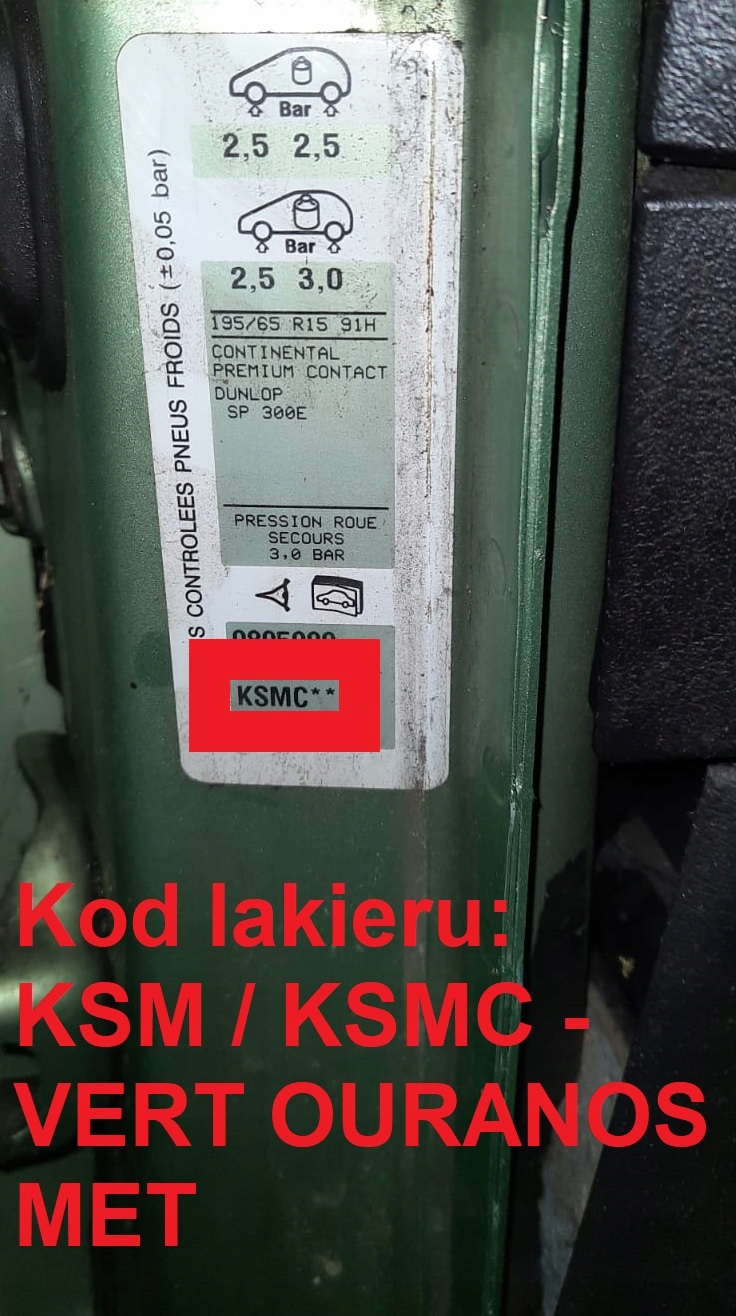 Bar
2,5 2,5
Bar
2,5 3,0
195/65 R15 91H
CONTINENTAL
PREMIUM CONTACT
DUNLOP
SP 300E
PRESSION ROUE
SECOURS
3.0 BAR
S CONTROLEES PNEUS FROIDS (±0,05 bar)
KSMC**
Kod lakieru:
KSM / KSMC -
VERT OURANOS
MET